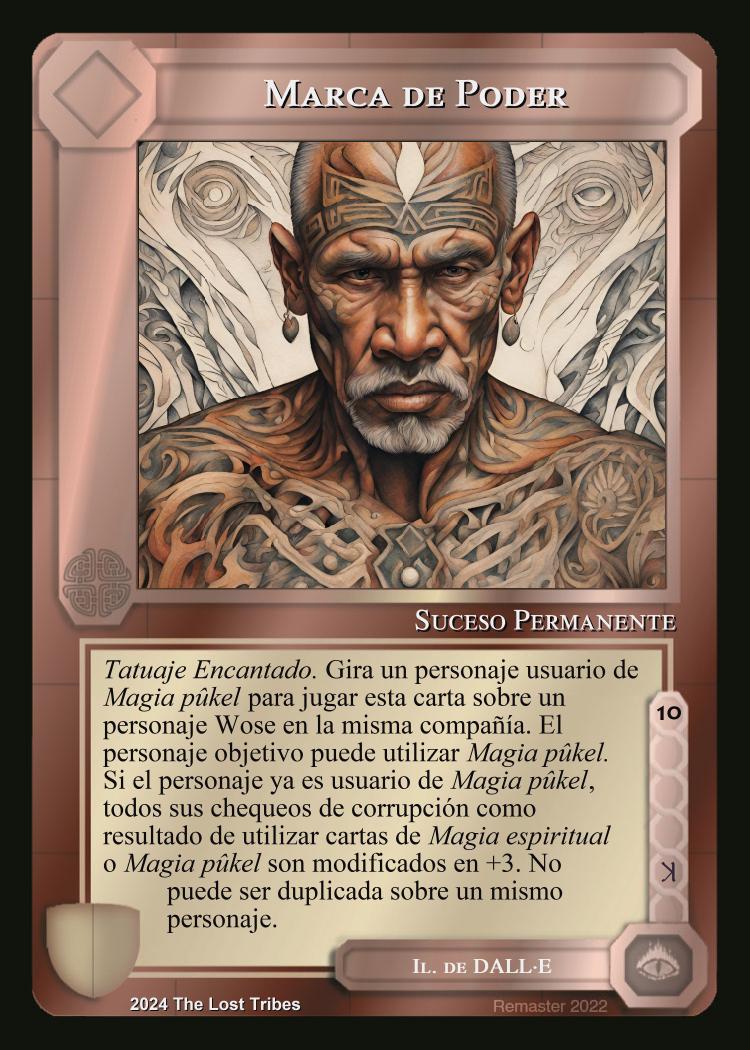 Marca de Poder
Suceso Permanente
Tatuaje Encantado. Gira un personaje usuario de
Magia pûkel para jugar esta carta sobre un
personaje Wose en la misma compañía. El
personaje objetivo puede utilizar Magia pûkel.
Si el personaje ya es usuario de Magia pûkel,
todos sus chequeos de corrupción como
resultado de utilizar cartas de Magia espiritual
o Magia pûkel son modificados en +3. No
puede ser duplicada sobre un mismo
personaje.
10
Il. de DALL·E
2024 The Lost Tribes
Remaster 2022